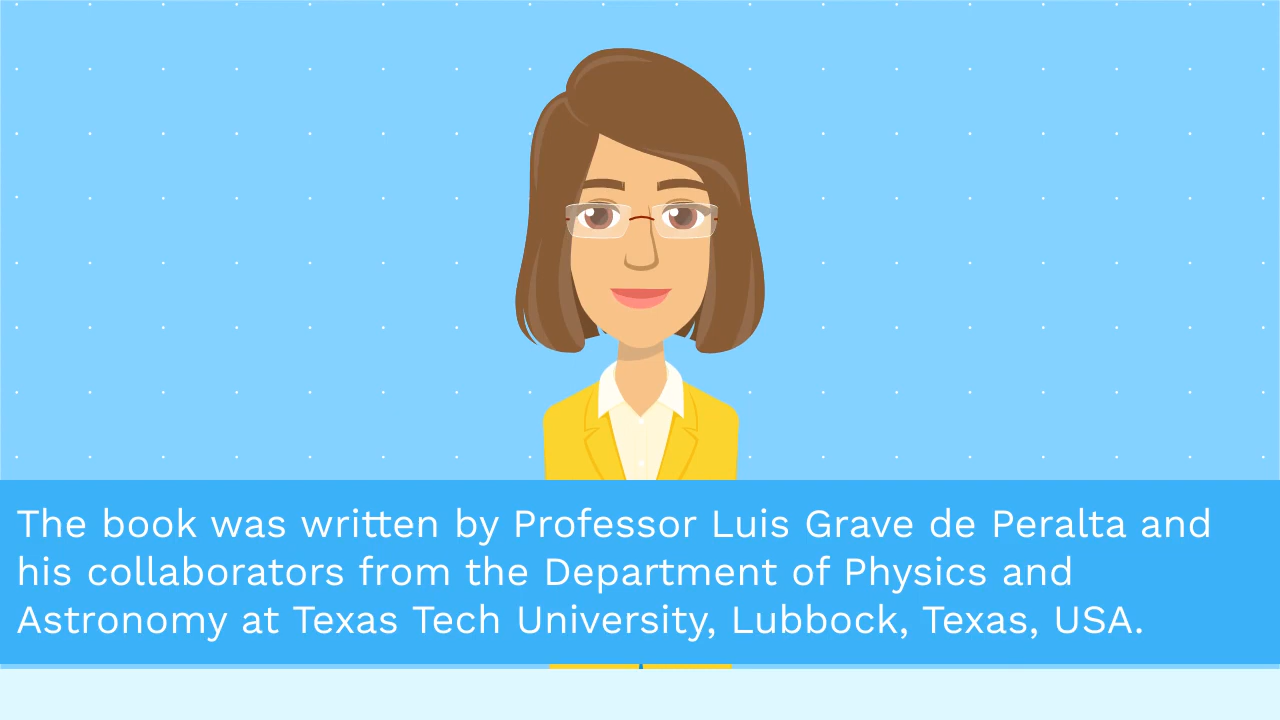 The book was written by Professor Luis Grave de Peralta and
his collaborators from the Department of Physics and
Astronomy at Texas Tech University, Lubbock, Texas, USA.